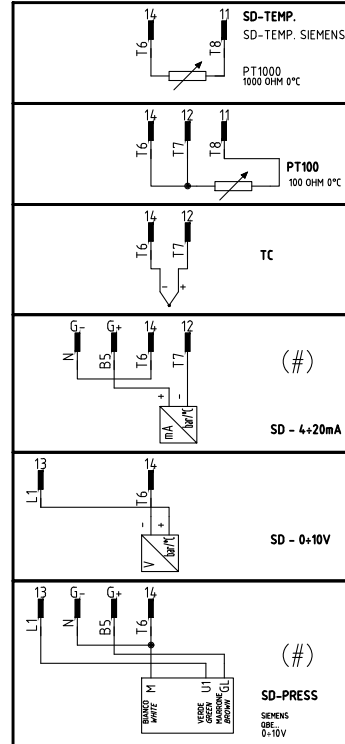 14 11 SD-TEMP.
SD-TEMP. SIEMENS
T6 T8
PT1000
1000 OHM 0°C
14 12 11
T6 T7 T8
PT100
100 OHM 0°C
14 12
T6 T7
TC
- +
G- G+ 14 12
N B5 T6 T7
(#)
+ -
mA bar/°C
SD - 4÷20mA
13 14
L1 T6
- +
V bar/°C
SD - 0÷10V
13 G- G+ 14
L1 N B5 T6
(#)
M U1 GL
BIANCO WHITE
VERDE GREEN
MARRONE BROWN
SD-PRESS
SIEMENS
QBE...
0÷10V